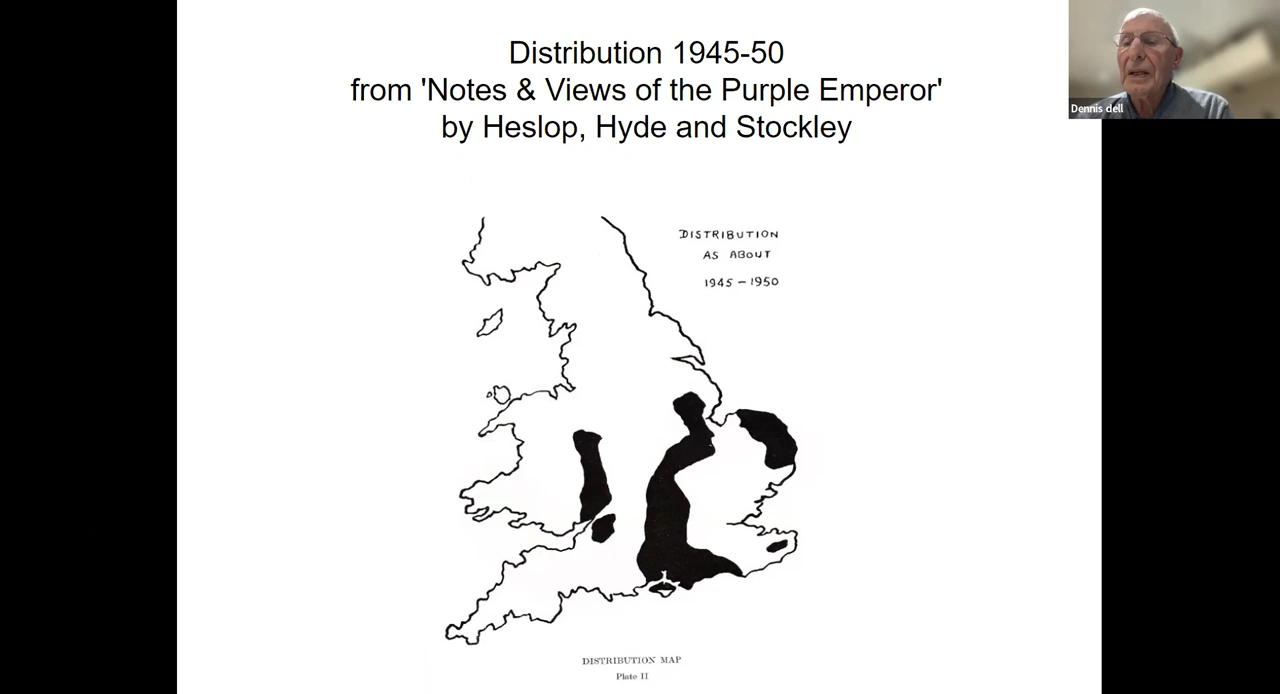 Distribution 1945-50
from 'Notes & Views of the Purple Emperor'
by Heslop, Hyde and Stockley
Dennis dell
DISTRIBUTION
AS ABOUT
1945 – 1950
DISTRIBUTION MAP
Plate II